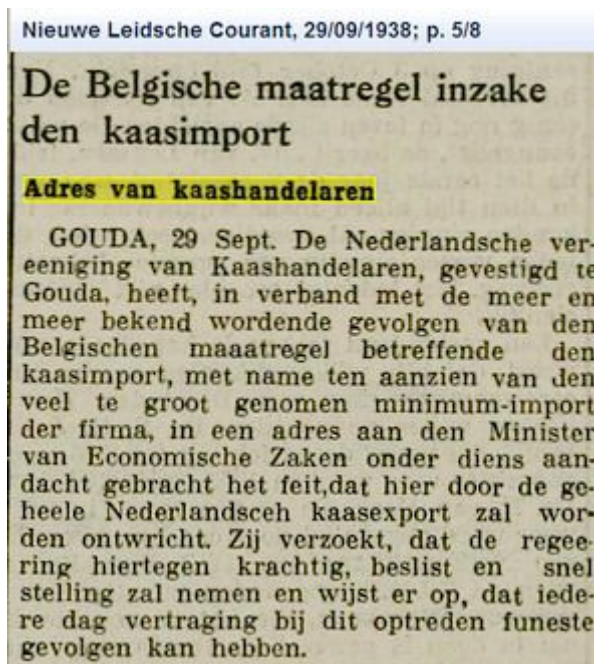 Nieuwe Leidsche Courant, 29/09/1938; p. 5/8
De Belgische maatregel inzake
den kaasimport
Adres van kaashandelaren
GOUDA, 29 Sept. De Nederlandsche ver-
eeniging van Kaashandelaren, gevestigd te
Gouda, heeft, in verband met de meer en
meer bekend wordende gevolgen van den
Belgischen maaatregel betreffende den
kaasimport, met name ten aanzien van den
veel te groot genomen minimum-import
der firma, in een adres aan den Minister
van Economische Zaken onder diens aan-
dacht gebracht het feit,dat hier door de ge-
heele Nederlandsceh kaasexport zal wor-
den ontwricht. Zij verzoekt, dat de regee-
ring hiertegen krachtig, beslist en snel
stelling zal nemen en wijst er op, dat iede-
re dag vertraging bij dit optreden funeste
gevolgen kan hebben.